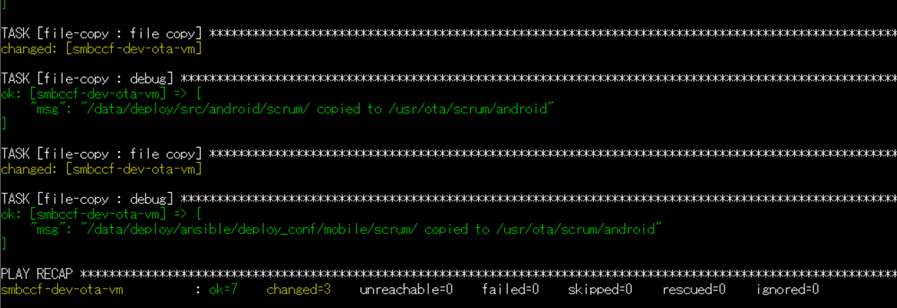 ]
TASK [file-copy : file copy] ******************************************************************************************
changed: [smbccf-dev-ota-vm]
TASK [file-copy : debug] **********************************************************************************************
ok: [smbccf-dev-ota-vm] => [
"msg": "/data/deploy/src/android/scrum/ copied to /usr/ota/scrum/android"
]
TASK [file-copy : file copy] ******************************************************************************************
changed: [smbccf-dev-ota-vm]
TASK [file-copy : debug] **********************************************************************************************
ok: [smbccf-dev-ota-vm] => [
"msg": "/data/deploy/ansible/deploy_conf/mobile/scrum/ copied to /usr/ota/scrum/android"
]
PLAY RECAP ************************************************************************************************************
smbccf-dev-ota-vm : ok=7 changed=3 unreachable=0 failed=0 skipped=0 rescued=0 ignored=0